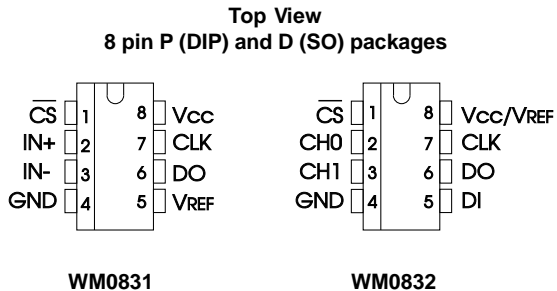 Top View
8 pin P (DIP) and D (SO) packages
CS 1 8 Vcc
IN+ 2 7 CLK
IN- 3 6 DO
GND 4 5 VREF
WM0831
CS 1 8 Vcc/VREF
CH0 2 7 CLK
CH1 3 6 DO
GND 4 5 DI
WM0832